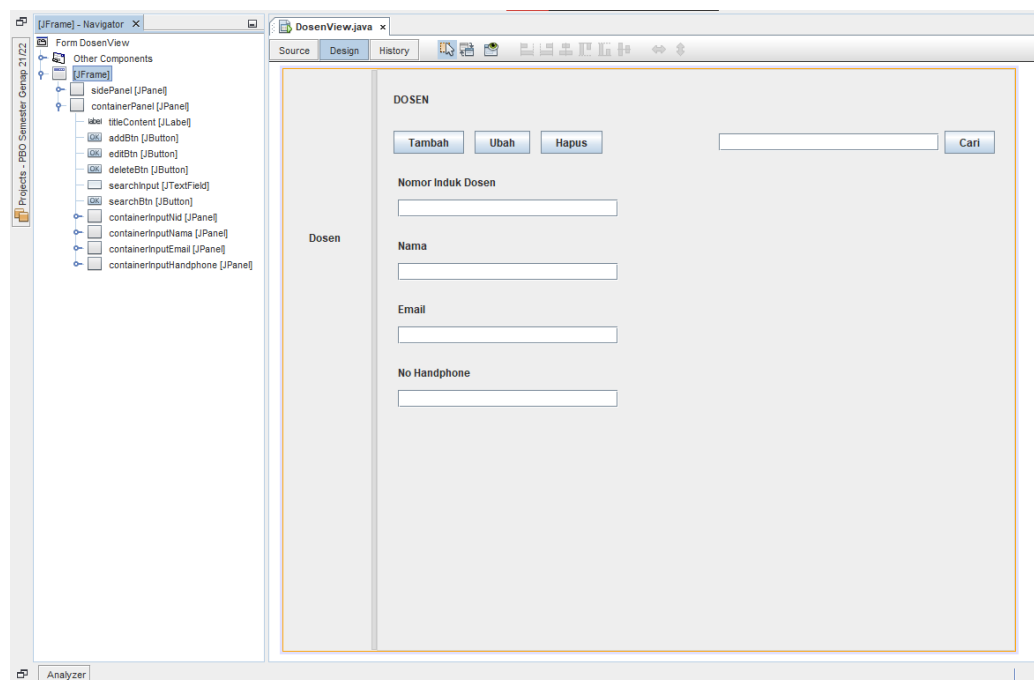 [JFrame] - Navigator
Form DosenView
Other Components
[JFrame]
sidePanel [JPanel]
containerPanel [JPanel]
label titleContent [JLabel]
OK addBtn [JButton]
OK editBtn [JButton]
OK deleteBtn [JButton]
searchInput [JTextField]
OK searchBtn [JButton]
containerInputNid [JPanel]
containerInputNama [JPanel]
containerInputEmail [JPanel]
containerInputHandphone [JPanel]
Projects - PBO Semester Genap 21/22
DosenView.java
Source Design History
Dosen
DOSEN
Tambah Ubah Hapus Cari
Nomor Induk Dosen
Nama
Email
No Handphone
Analyzer